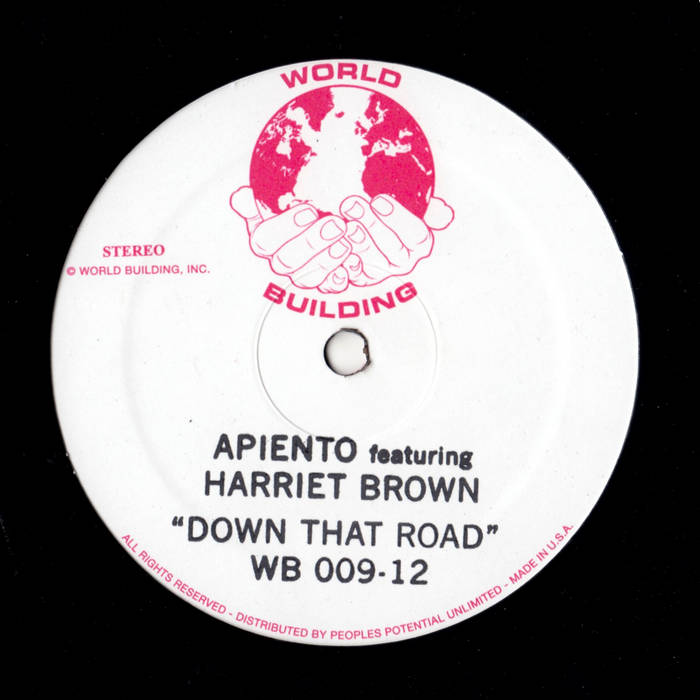 WORLD
BUILDING
STEREO
© WORLD BUILDING, INC.
APIENTO featuring
HARRIET BROWN
“DOWN THAT ROAD”
WB 009-12
ALL RIGHTS RESERVED - DISTRIBUTED BY PEOPLES POTENTIAL UNLIMITED - MADE IN U.S.A.